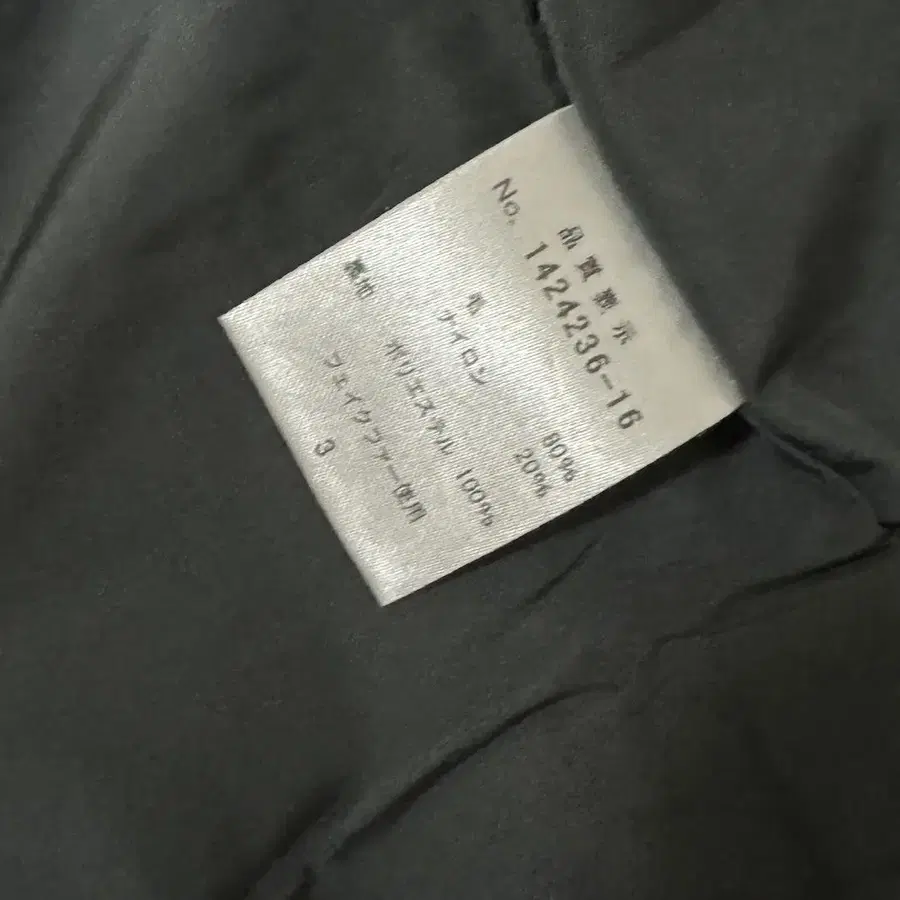 品質表示
No. 1424236-16
毛 80%
ナイロン 20%
裏地 ポリエステル 100%
フェイクファー使用
3